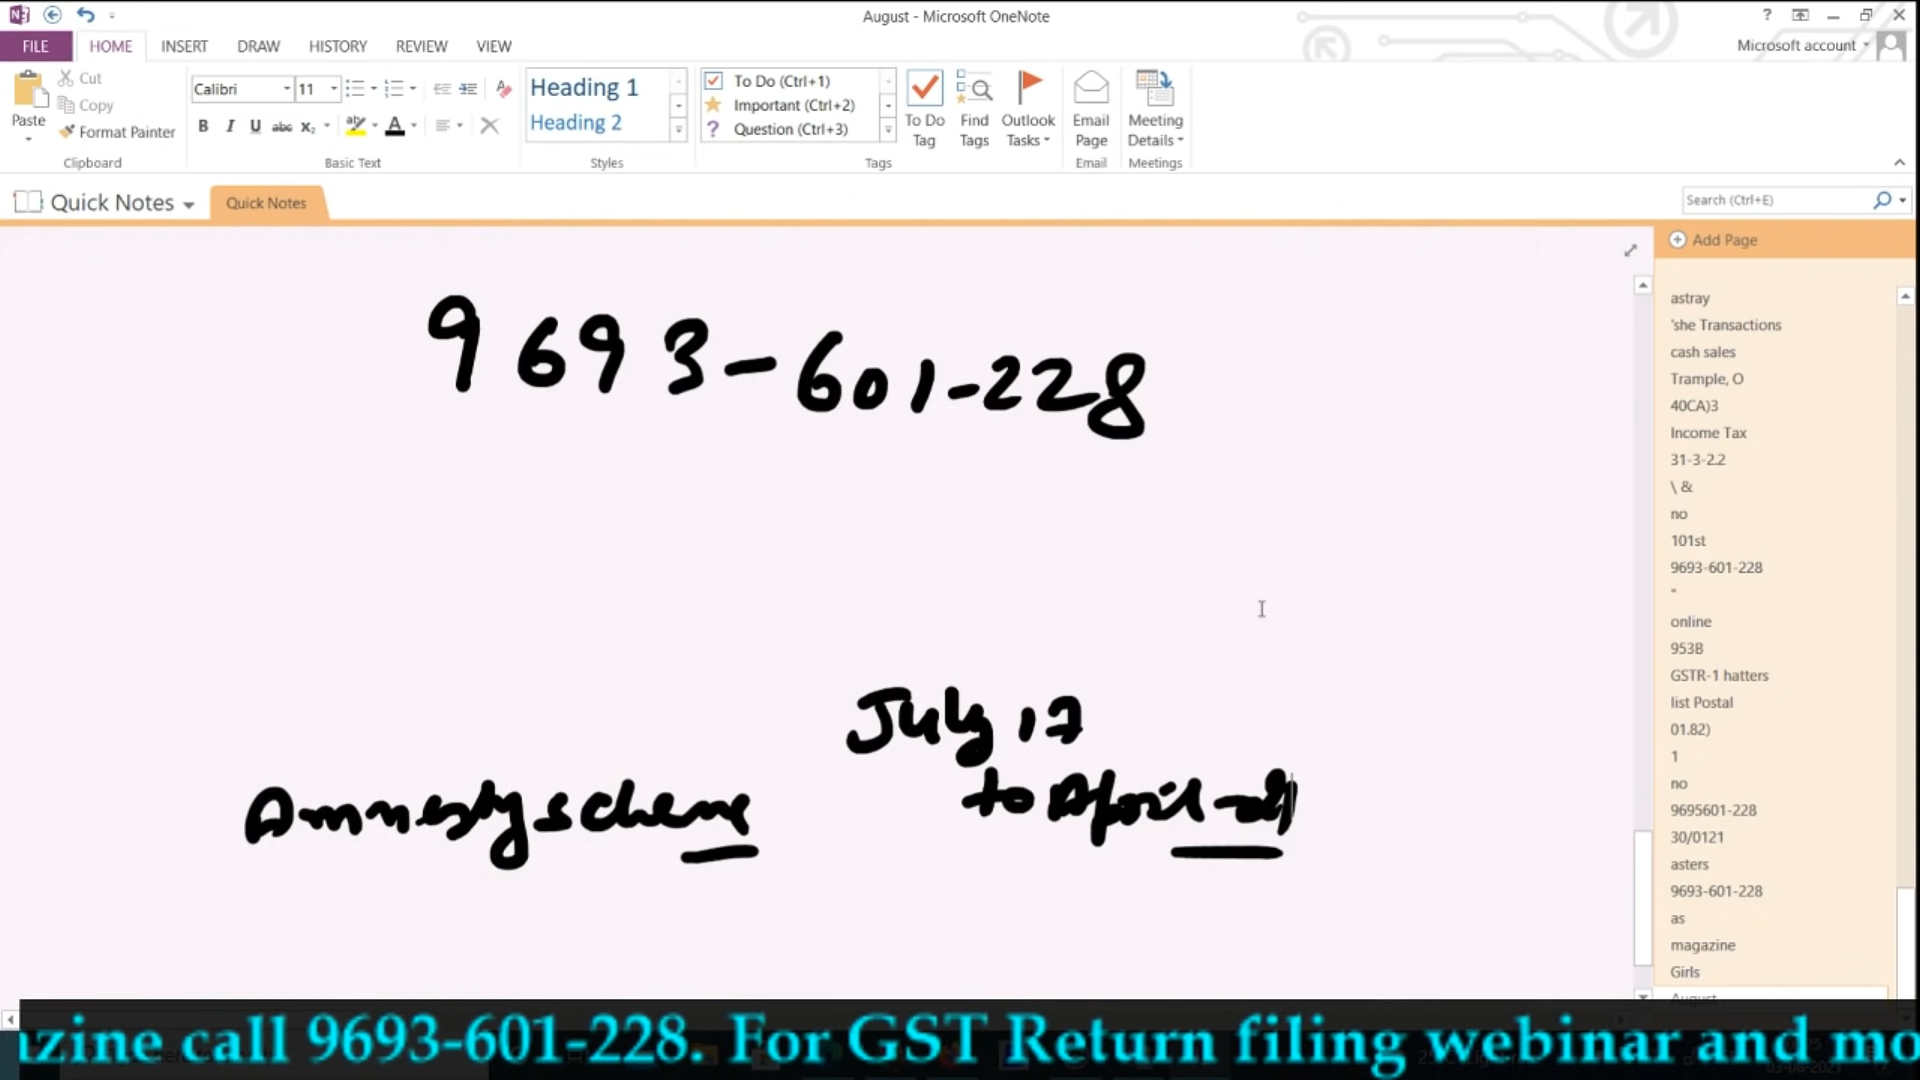 August - Microsoft OneNote
FILE HOME INSERT DRAW HISTORY REVIEW VIEW
Microsoft account
Paste
Cut
Copy
Format Painter
Clipboard
Calibri 11
B I U abc x₂ A
Basic Text
Heading 1
Heading 2
Styles
To Do (Ctrl+1)
Important (Ctrl+2)
Question (Ctrl+3)
Tags
To Do Tag
Find Tags
Outlook Tasks
Email Page
Email
Meeting Details
Meetings
Quick Notes
Quick Notes
Search (Ctrl+E)
Add Page
9693-601-228
July 17
Amnesty scheme
to April-21
astray
'she Transactions
cash sales
Trample, O
40CA)3
Income Tax
31-3-2.2
\ &
no
101st
9693-601-228
"
online
953B
GSTR-1 hatters
list Postal
01.82)
1
no
9695601-228
30/0121
asters
9693-601-228
as
magazine
Girls
August
zine call 9693-601-228. For GST Return filing webinar and mo